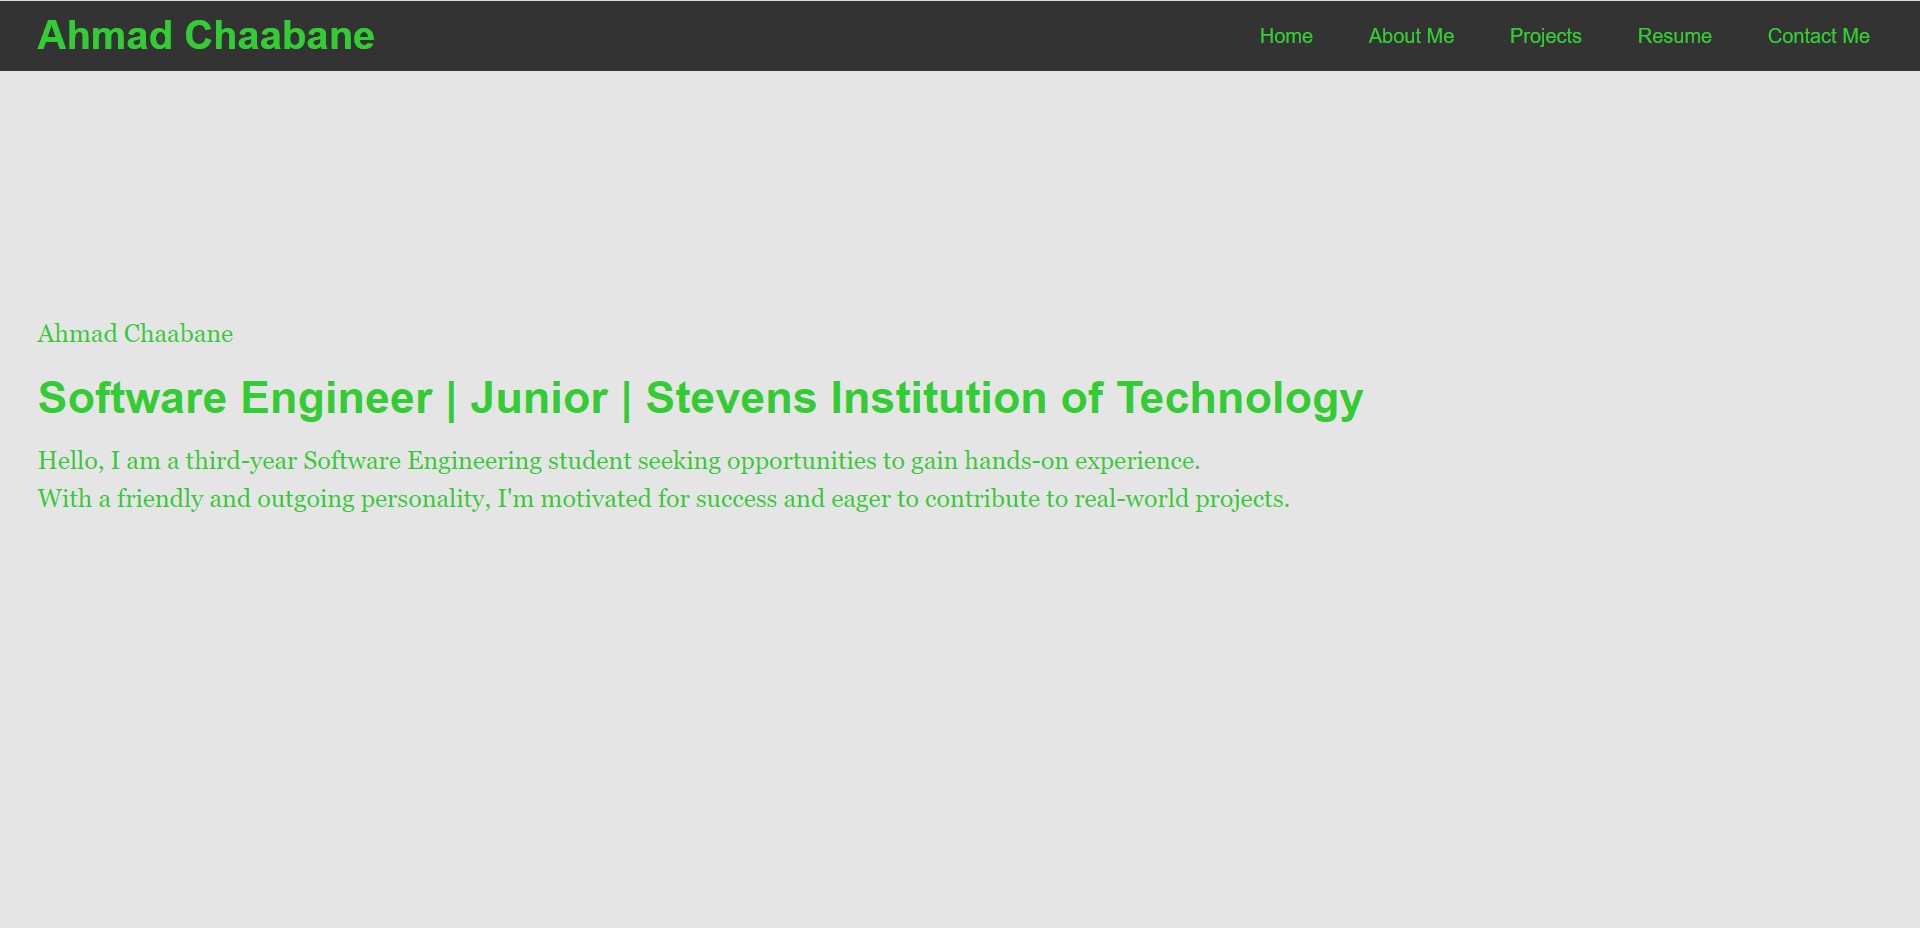 Ahmad Chaabane
Home About Me Projects Resume Contact Me
Ahmad Chaabane
Software Engineer | Junior | Stevens Institution of Technology
Hello, I am a third-year Software Engineering student seeking opportunities to gain hands-on experience.
With a friendly and outgoing personality, I'm motivated for success and eager to contribute to real-world projects.